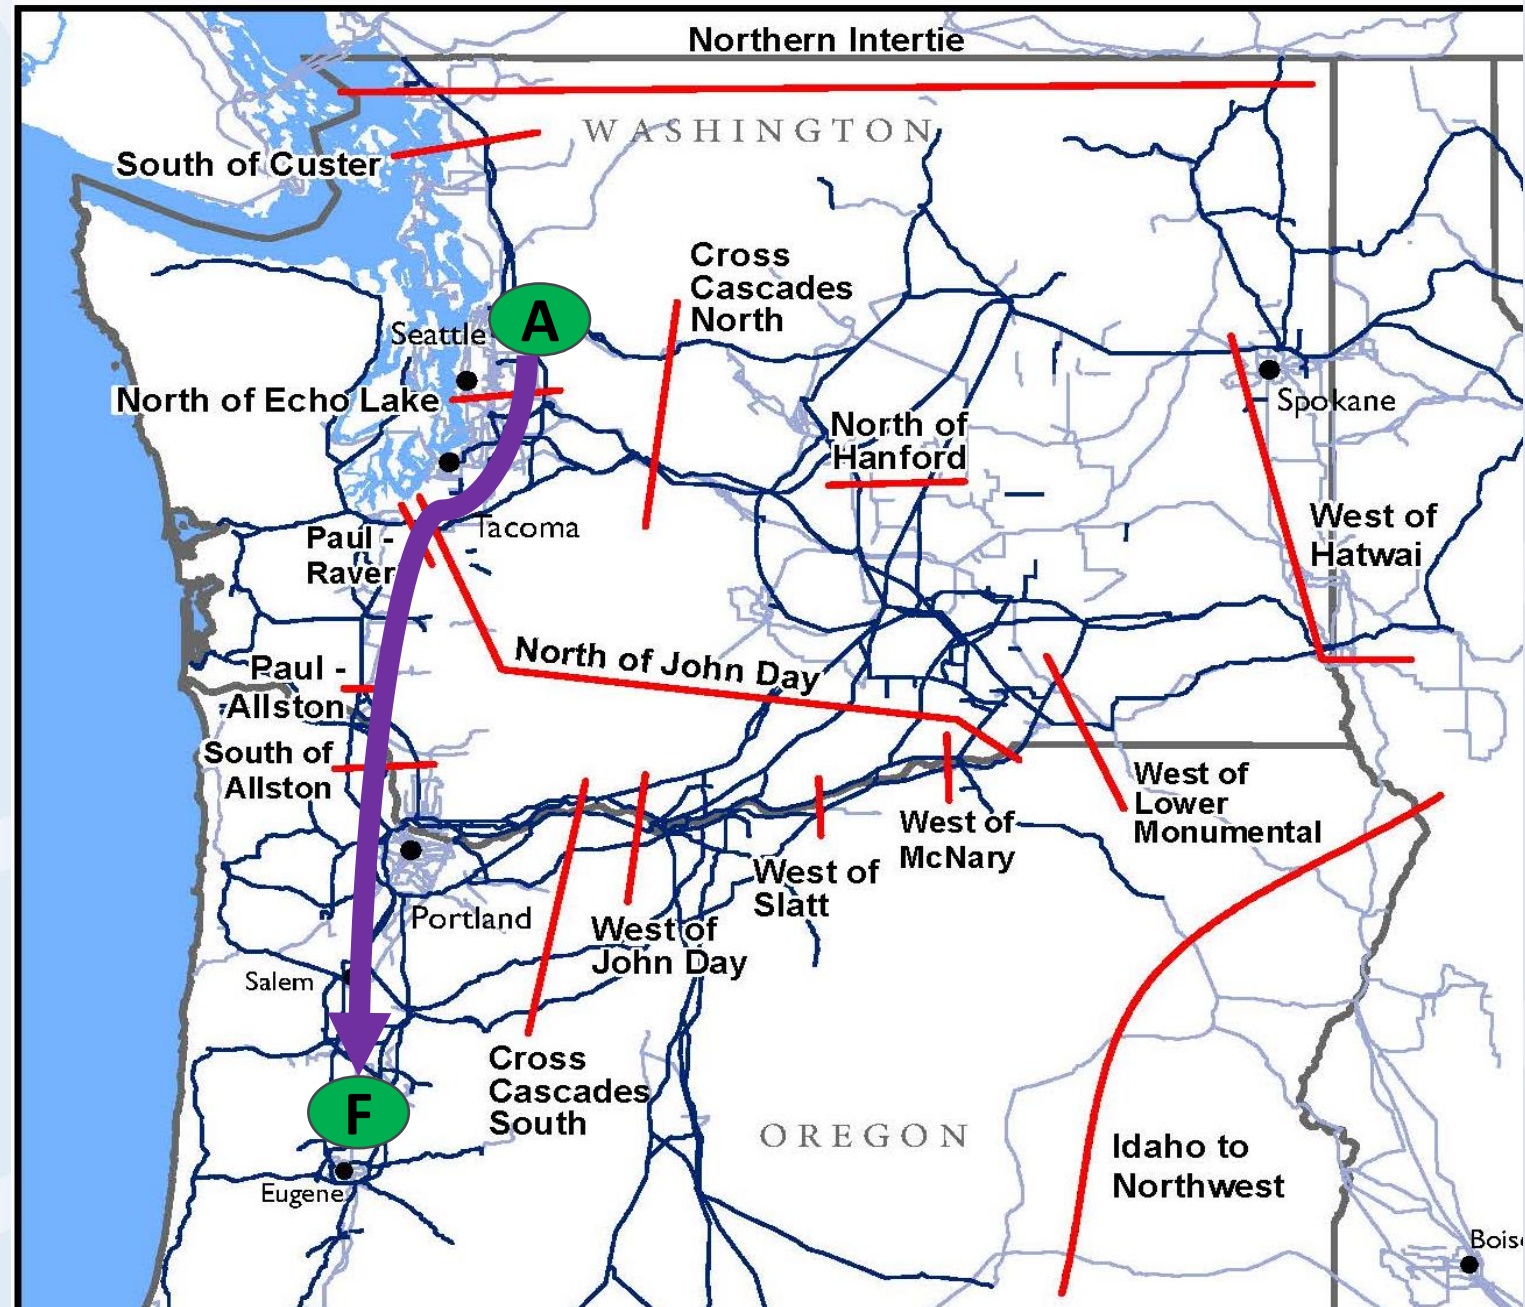 Northern Intertie
WASHINGTON
South of Custer
Cross
Cascades
North
A
Seattle
North of Echo Lake
Spokane
North of
Hanford
Tacoma
Paul -
Raver
West of
Hatwai
North of John Day
Paul -
Allston
South of
Allston
West of
Lower
Monumental
West of
McNary
West of
Slatt
Portland
West of
John Day
Salem
Cross
Cascades
South
F
OREGON
Idaho to
Northwest
Eugene